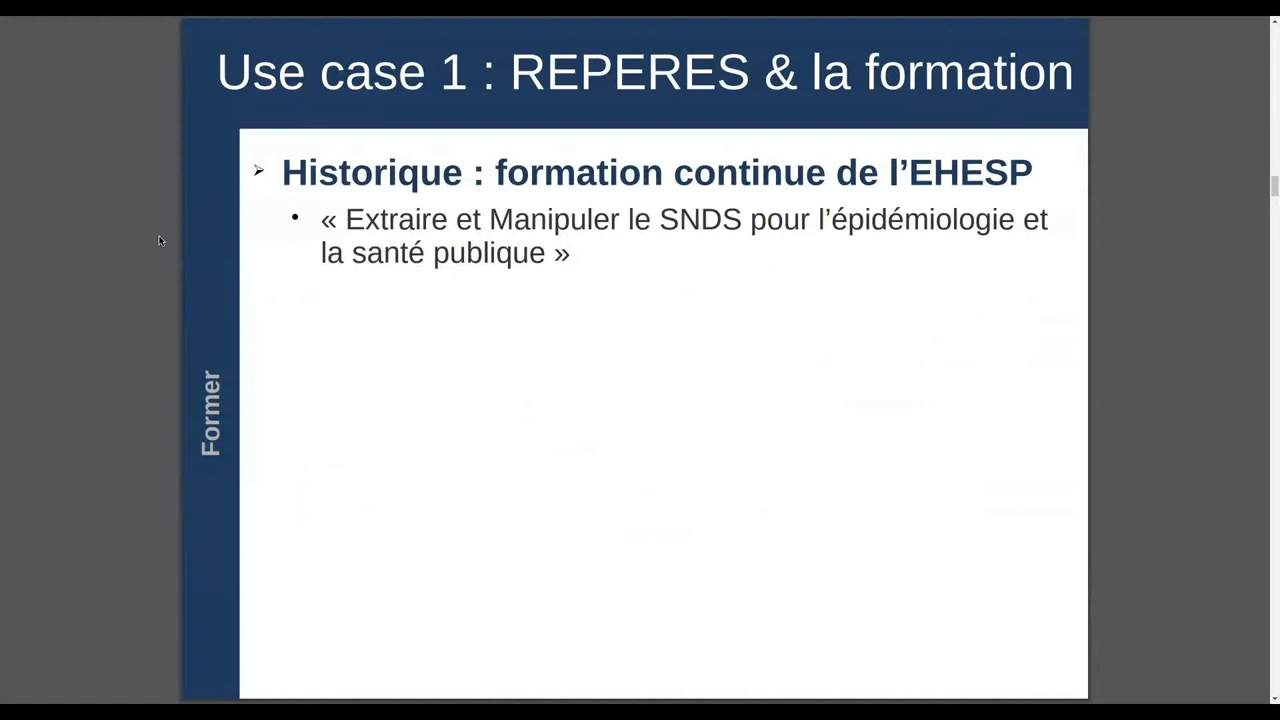 Use case 1 : REPERES & la formation
Historique : formation continue de l’EHESP
« Extraire et Manipuler le SNDS pour l’épidémiologie et
la santé publique »
Former